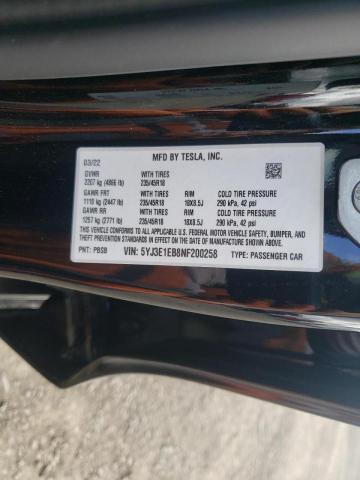 MFD BY TESLA, INC.
03/22
GVWR WITH TIRES
2207 kg (4866 lb) 235/45R18
GAWR FRT WITH TIRES RIM COLD TIRE PRESSURE
1110 kg (2447 lb) 235/45R18 18X8.5J 290 kPa, 42 psi
GAWR RR WITH TIRES RIM COLD TIRE PRESSURE
1257 kg (2771 lb) 235/45R18 18X8.5J 290 kPa, 42 psi
THIS VEHICLE CONFORMS TO ALL APPLICABLE
U.S. FEDERAL MOTOR VEHICLE SAFETY, BUMPER, AND
THEFT PREVENTION STANDARDS IN EFFECT ON THE DATE OF
MANUFACTURE SHOWN ABOVE.
PNT: PBSB VIN: 5YJ3E1EB8NF200258 TYPE: PASSENGER CAR